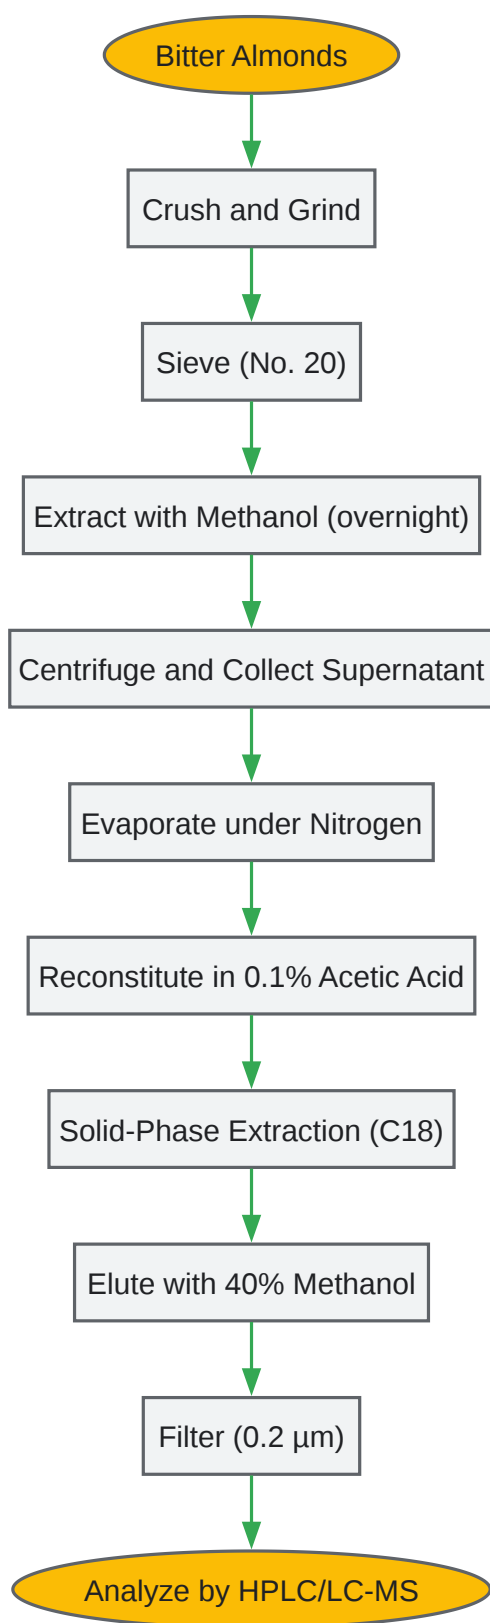 Bitter Almonds
Crush and Grind
Sieve (No. 20)
Extract with Methanol (overnight)
Centrifuge and Collect Supernatant
Evaporate under Nitrogen
Reconstitute in 0.1% Acetic Acid
Solid-Phase Extraction (C18)
Elute with 40% Methanol
Filter (0.2 µm)
Analyze by HPLC/LC-MS